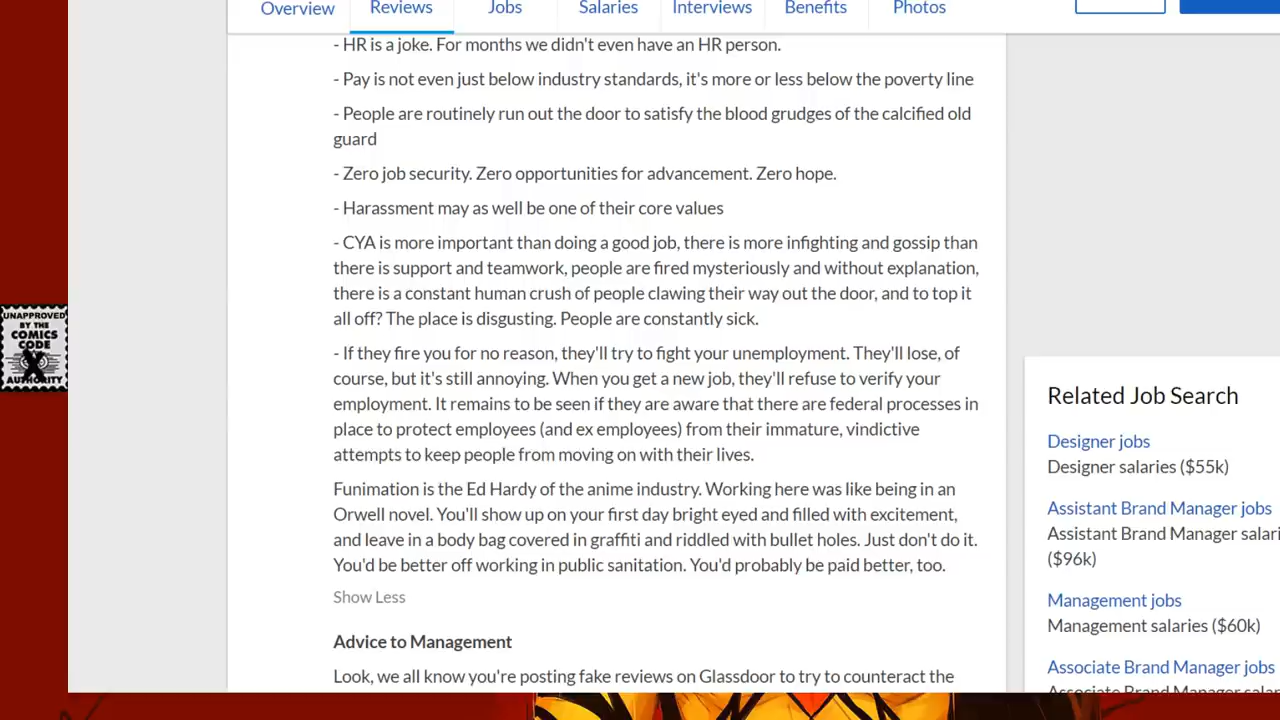 Overview Reviews Jobs Salaries Interviews Benefits Photos
- HR is a joke. For months we didn't even have an HR person.
- Pay is not even just below industry standards, it's more or less below the poverty line
- People are routinely run out the door to satisfy the blood grudges of the calcified old
guard
- Zero job security. Zero opportunities for advancement. Zero hope.
- Harassment may as well be one of their core values
- CYA is more important than doing a good job, there is more infighting and gossip than
there is support and teamwork, people are fired mysteriously and without explanation,
there is a constant human crush of people clawing their way out the door, and to top it
all off? The place is disgusting. People are constantly sick.
- If they fire you for no reason, they'll try to fight your unemployment. They'll lose, of
course, but it's still annoying. When you get a new job, they'll refuse to verify your
employment. It remains to be seen if they are aware that there are federal processes in
place to protect employees (and ex employees) from their immature, vindictive
attempts to keep people from moving on with their lives.
Funimation is the Ed Hardy of the anime industry. Working here was like being in an
Orwell novel. You'll show up on your first day bright eyed and filled with excitement,
and leave in a body bag covered in graffiti and riddled with bullet holes. Just don't do it.
You'd be better off working in public sanitation. You'd probably be paid better, too.
Show Less
Advice to Management
Look, we all know you're posting fake reviews on Glassdoor to try to counteract the
Related Job Search
Designer jobs
Designer salaries ($55k)
Assistant Brand Manager jobs
Assistant Brand Manager salari
($96k)
Management jobs
Management salaries ($60k)
Associate Brand Manager jobs
Associate Brand Manager salari
UNAPPROVED
BY THE
COMICS
CODE
AUTHORITY